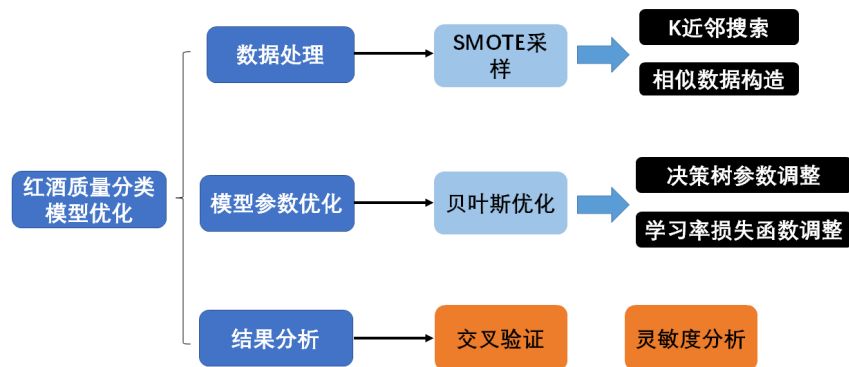 数据处理
SMOTE采
样
K近邻搜索
相似数据构造
红酒质量分类
模型优化
模型参数优化
贝叶斯优化
决策树参数调整
学习率损失函数调整
结果分析
交叉验证
灵敏度分析